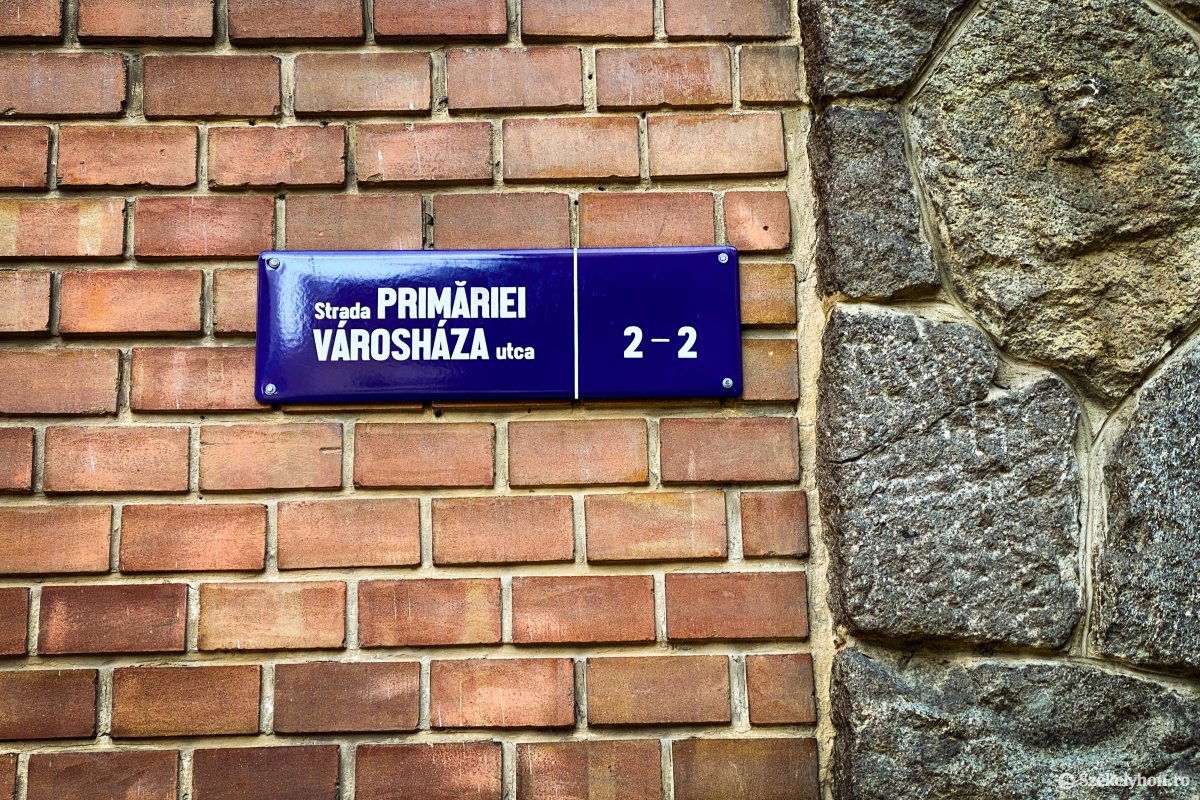 Strada PRIMĂRIEI
VÁROSHÁZA utca
2–2
Székelyhon.ro